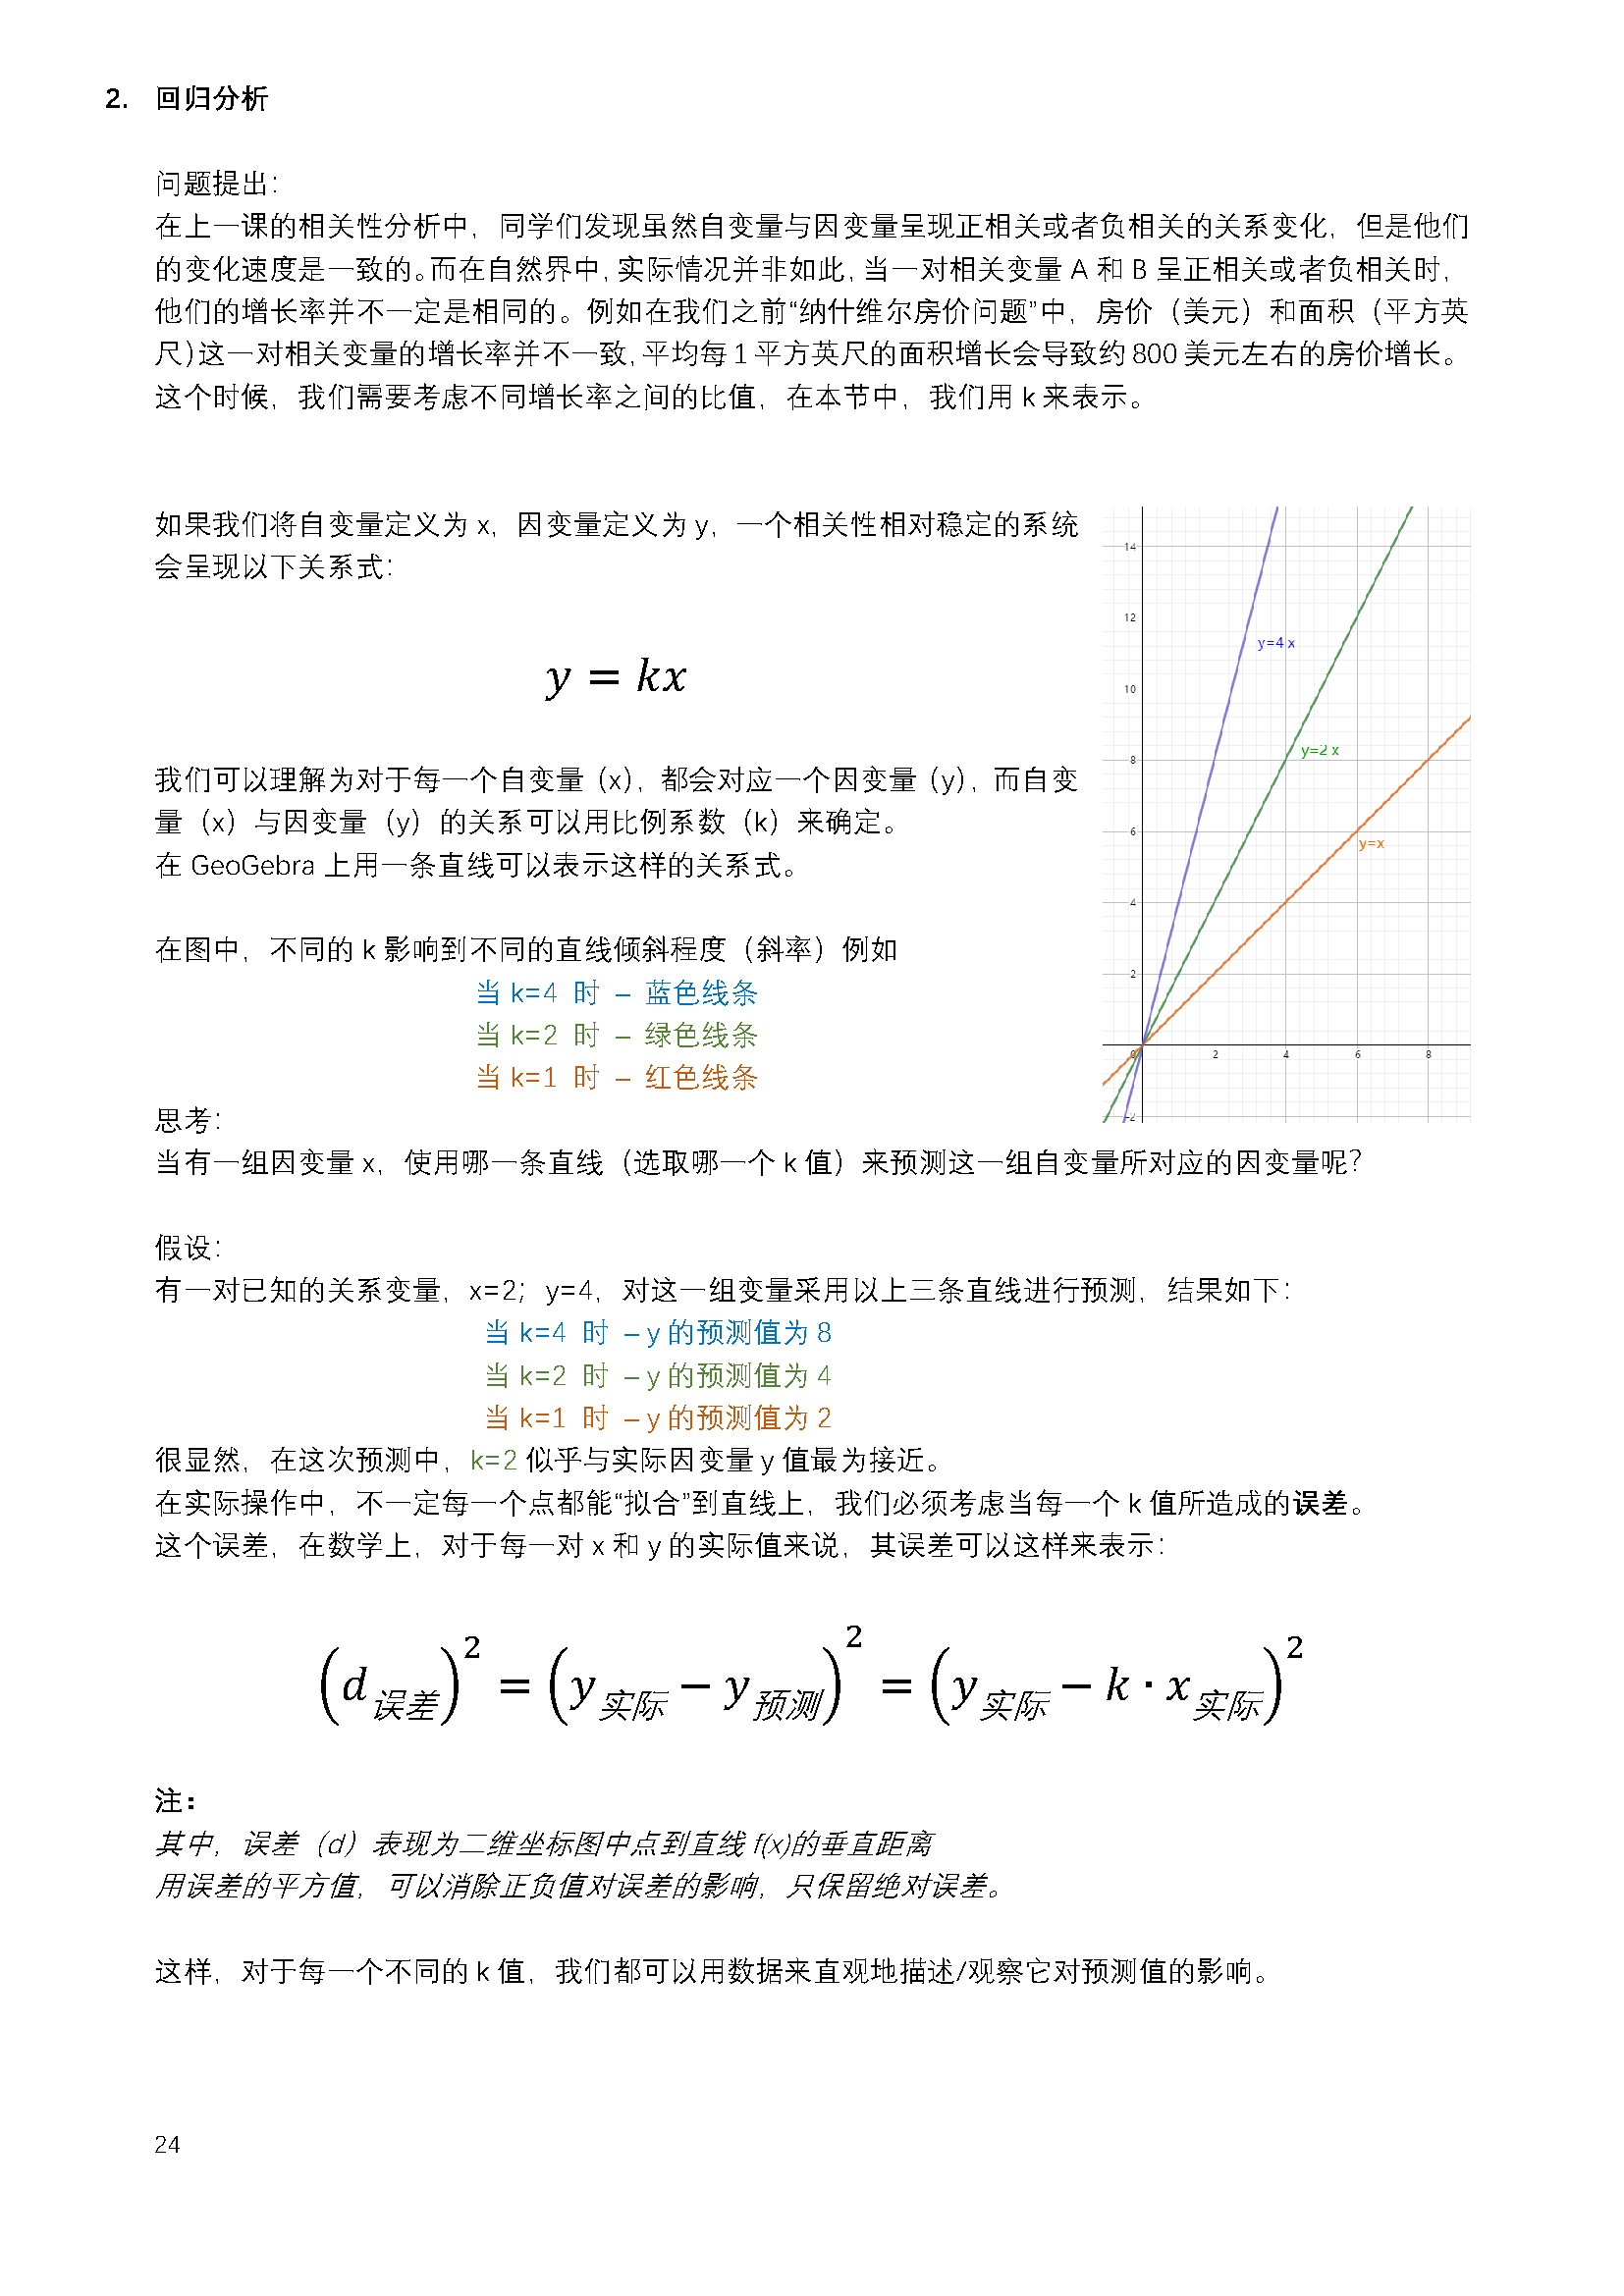 2. 回归分析
问题提出：
在上一课的相关性分析中，同学们发现虽然自变量与因变量呈现正相关或者负相关的关系变化，但是他们
的变化速度是一致的。而在自然界中，实际情况并非如此，当一对相关变量 A 和 B 呈正相关或者负相关时，
他们的增长率并不一定是相同的。例如在我们之前“纳什维尔房价问题”中，房价（美元）和面积（平方英
尺）这一对相关变量的增长率并不一致，平均每 1 平方英尺的面积增长会导致约 800 美元左右的房价增长。
这个时候，我们需要考虑不同增长率之间的比值，在本节中，我们用 k 来表示。
如果我们将自变量定义为 x，因变量定义为 y，一个相关性相对稳定的系统
会呈现以下关系式：
y = kx
我们可以理解为对于每一个自变量（x），都会对应一个因变量（y），而自变
量（x）与因变量（y）的关系可以用比例系数（k）来确定。
在 GeoGebra 上用一条直线可以表示这样的关系式。
在图中，不同的 k 影响到不同的直线倾斜程度（斜率）例如
当 k=4 时 – 蓝色线条
当 k=2 时 – 绿色线条
当 k=1 时 – 红色线条
14
12
10
8
6
4
2
0
-2
2 4 6 8
y=4 x
y=2 x
y=x
思考：
当有一组因变量 x，使用哪一条直线（选取哪一个 k 值）来预测这一组自变量所对应的因变量呢？
假设：
有一对已知的关系变量，x=2；y=4，对这一组变量采用以上三条直线进行预测，结果如下：
当 k=4 时 – y 的预测值为 8
当 k=2 时 – y 的预测值为 4
当 k=1 时 – y 的预测值为 2
很显然，在这次预测中，k=2 似乎与实际因变量 y 值最为接近。
在实际操作中，不一定每一个点都能“拟合”到直线上，我们必须考虑当每一个 k 值所造成的误差。
这个误差，在数学上，对于每一对 x 和 y 的实际值来说，其误差可以这样来表示：
(d误差)² = (y实际 − y预测)² = (y实际 − k · x实际)²
注：
其中，误差（d）表现为二维坐标图中点到直线 f(x)的垂直距离
用误差的平方值，可以消除正负值对误差的影响，只保留绝对误差。
这样，对于每一个不同的 k 值，我们都可以用数据来直观地描述/观察它对预测值的影响。
24